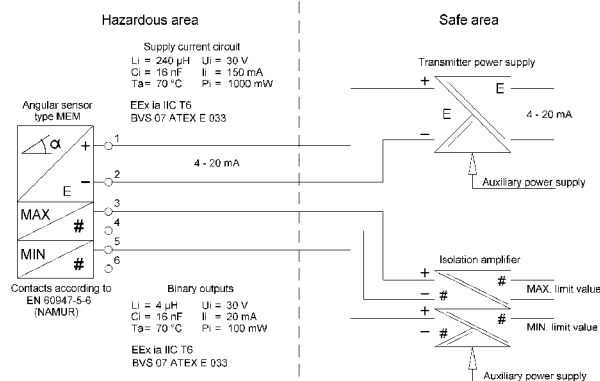 Hazardous area
Safe area
Supply current circuit
Li = 240 µH Ui = 30 V
Ci = 16 nF Ii = 150 mA
Ta= 70 °C Pi = 1000 mW
EEx ia IIC T6
BVS 07 ATEX E 033
Transmitter power supply
+
E
E
4 - 20 mA
−
Auxiliary power supply
Angular sensor
type MEM
α
+
1
4 - 20 mA
−
2
E
MAX
#
3
4
MIN
#
5
6
Contacts according to
EN 60947-5-6
(NAMUR)
Binary outputs
Li = 4 µH Ui = 30 V
Ci = 16 nF Ii = 20 mA
Ta= 70 °C Pi = 100 mW
EEx ia IIC T6
BVS 07 ATEX E 033
Isolation amplifier
+
#
MAX. limit value
−
#
+
#
MIN. limit value
−
#
Auxiliary power supply